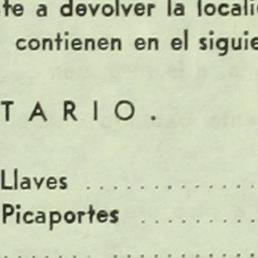 te a devolver la locali
contienen en el siguie
TARIO.
Llaves ..............
Picaportes ..........